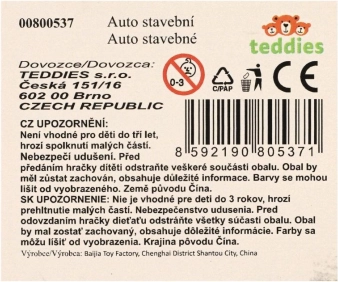 00800537
Auto stavební
Auto stavebné
teddies
Dovozce/Dovozca:
TEDDIES s.r.o.
Česká 151/16
602 00 Brno
CZECH REPUBLIC
0-3
C/PAP
CE
8 592190 805371
CZ UPOZORNĚNÍ:
Není vhodné pro děti do tří let,
hrozí spolknutí malých částí.
Nebezpečí udušení. Před
předáním hračky dítěti odstraňte veškeré součásti obalu. Obal by
měl zůstat zachován, obsahuje důležité informace. Barvy se mohou
lišit od vyobrazeného. Země původu Čína.
SK UPOZORNENIE: Nie je vhodné pre deti do 3 rokov, hrozí
prehltnutie malých častí. Nebezpečenstvo udusenia. Pred
odovzdaním hračky dieťaťu odstráňte všetky súčasti obalu. Obal by
mal zostať zachovaný, obsahuje dôležité informácie. Farby sa
môžu líšiť od vyobrazenia. Krajina pôvodu Čína.
Výrobce/Výrobca: Baijia Toy Factory, Chenghai District Shantou City, China